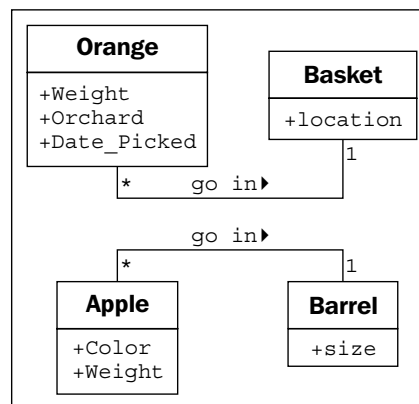 Orange
+Weight
+Orchard
+Date_Picked
Basket
+location
* go in▶ 1
go in▶
* 1
Apple
+Color
+Weight
Barrel
+size